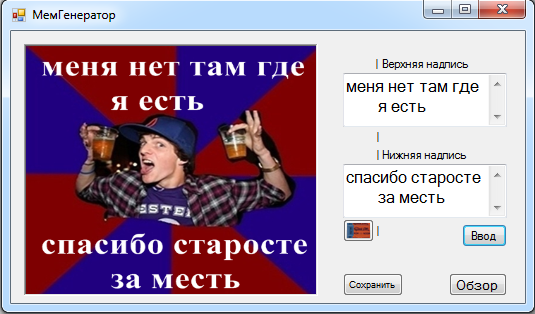 МемГенератор
меня нет там где
я есть
ESTE
спасибо старосте
за месть
Верхняя надпись
меня нет там где
я есть
Нижняя надпись
спасибо старосте
за месть
Ввод
Сохранить
Обзор